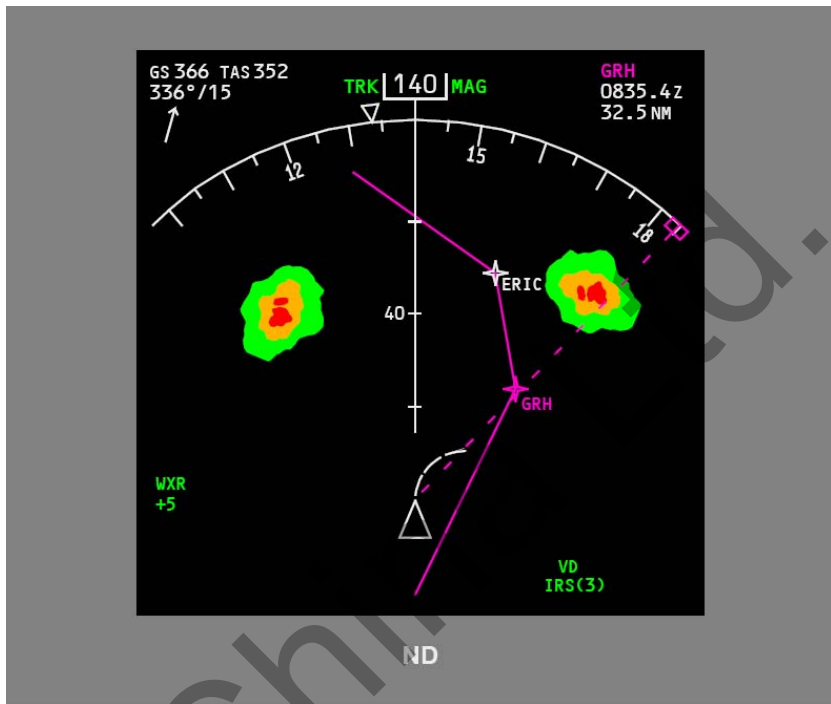 GS 366 TAS 352
336°/15
TRK 140 MAG
GRH
0835.4Z
32.5 NM
12
15
18
ERIC
40
GRH
WXR
+5
VD
IRS(3)
ND